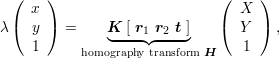 λ ( x y 1 ) = K [ r₁ r₂ t ] ( X Y 1 ) ,
homography transform H